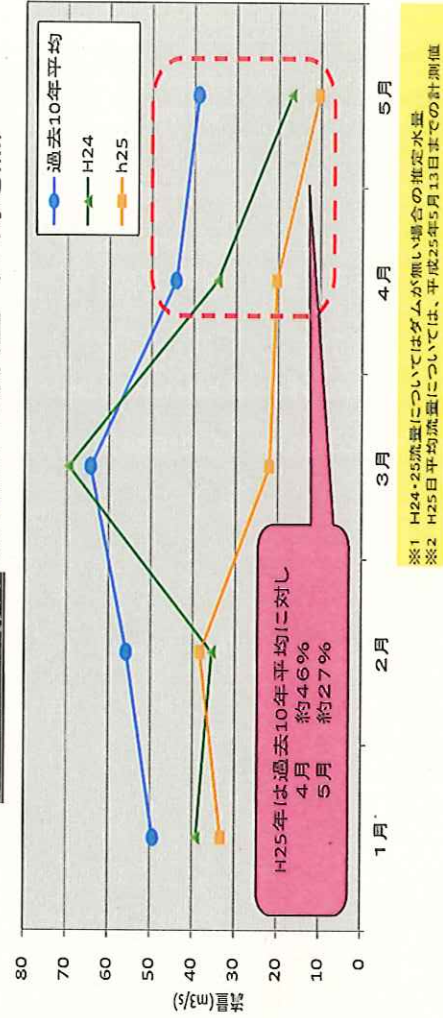 過去10年平均
H24
h25
流量(m3/s)
80
70
60
50
40
30
20
10
0
H25年は過去10年平均に対し
4月 約46%
5月 約27%
1月
2月
3月
4月
5月
※1 H24・25流量についてはダムが無い場合の推定水量
※2 H25日平均流量については、平成25年5月13日までの計測値